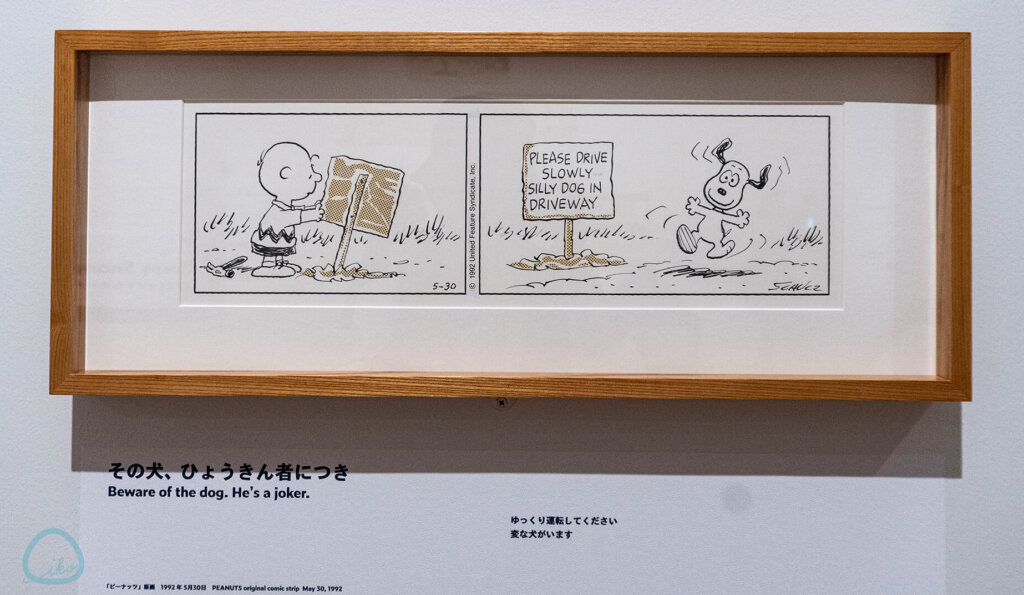 5-30
© 1992 United Feature Syndicate, Inc.
PLEASE DRIVE
SLOWLY
SILLY DOG IN
DRIVEWAY
SCHULZ
その犬、ひょうきん者につき
Beware of the dog. He's a joker.
ゆっくり運転してください
変な犬がいます
「ピーナッツ」原画 1992年5月30日 PEANUTS original comic strip May 30, 1992